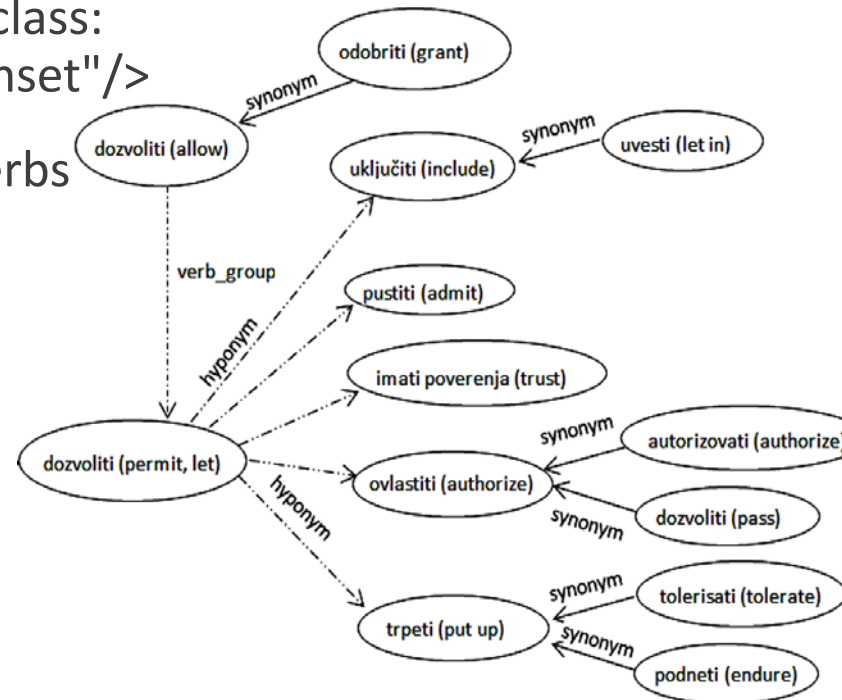 class:
nset"/>
erbs
odobriti (grant)
synonym
dozvoliti (allow)
synonym
uvesti (let in)
uključiti (include)
verb_group
pustiti (admit)
hyponym
imati poverenja (trust)
synonym
autorizovati (authorize)
dozvoliti (permit, let)
ovlastiti (authorize)
hyponym
synonym
dozvoliti (pass)
synonym
tolerisati (tolerate)
trpeti (put up)
synonym
podneti (endure)